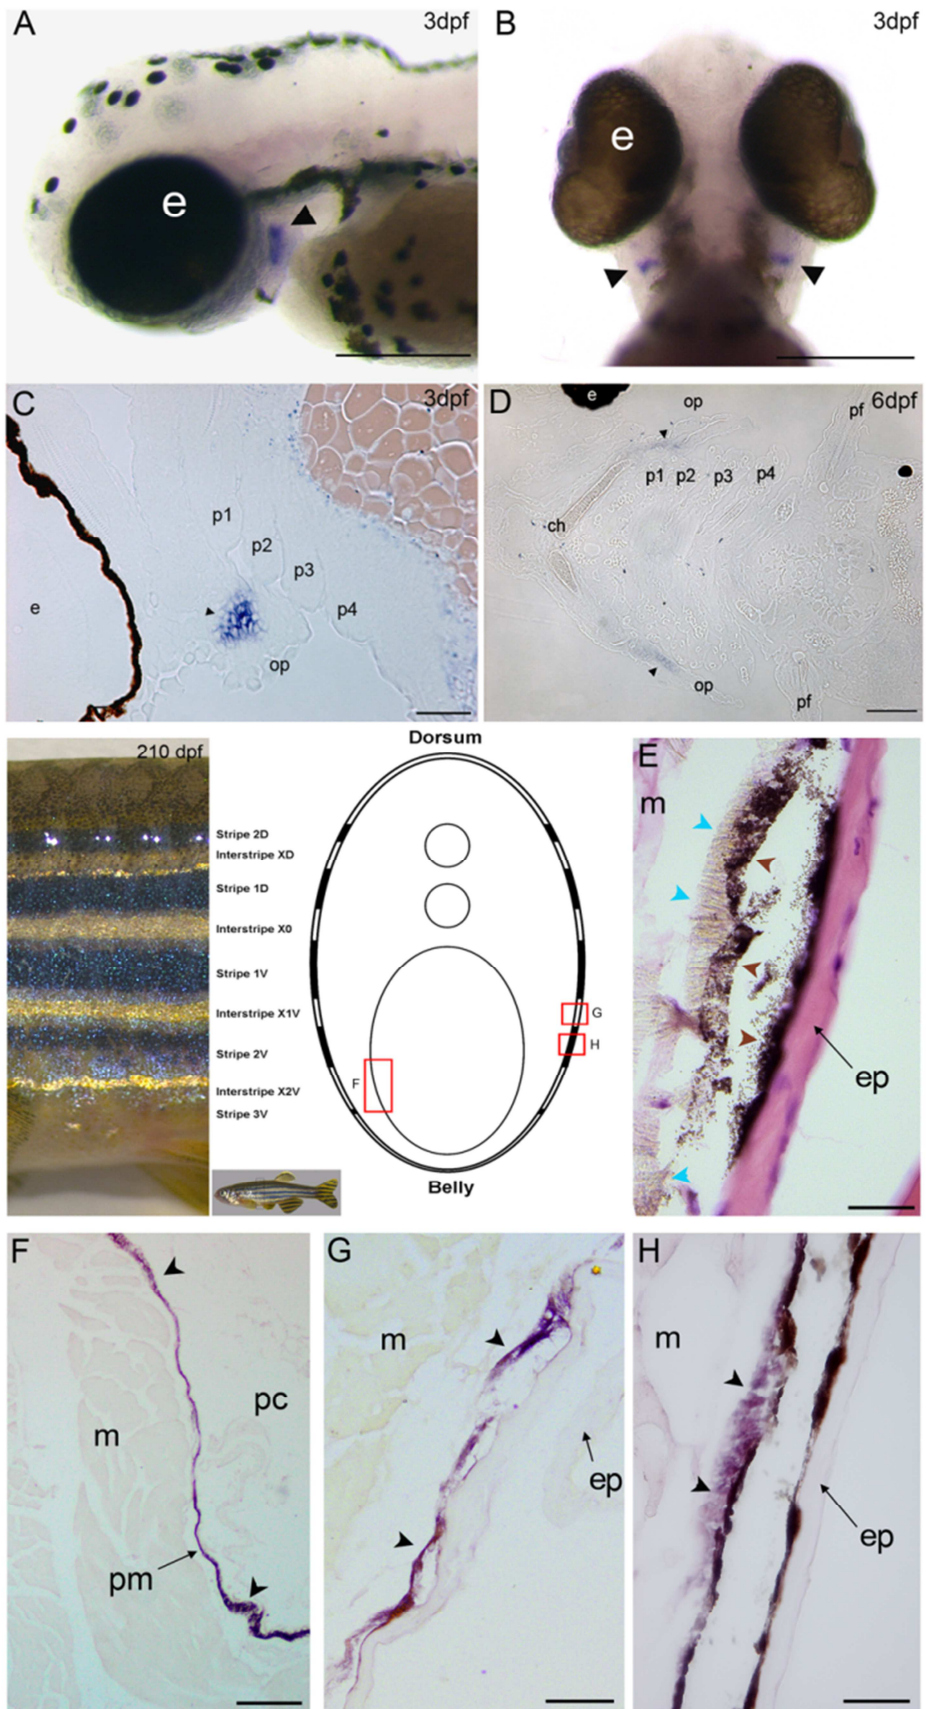 A
3dpf
e
B
3dpf
e
C
3dpf
p1
p2
p3
p4
e
op
D
6dpf
e
op
pf
p1 p2 p3 p4
ch
op
pf
210 dpf
Stripe 2D
Interstripe XD
Stripe 1D
Interstripe X0
Stripe 1V
Interstripe X1V
Stripe 2V
Interstripe X2V
Stripe 3V
Dorsum
G
H
F
Belly
E
m
ep
F
pc
m
pm
G
m
ep
H
m
ep